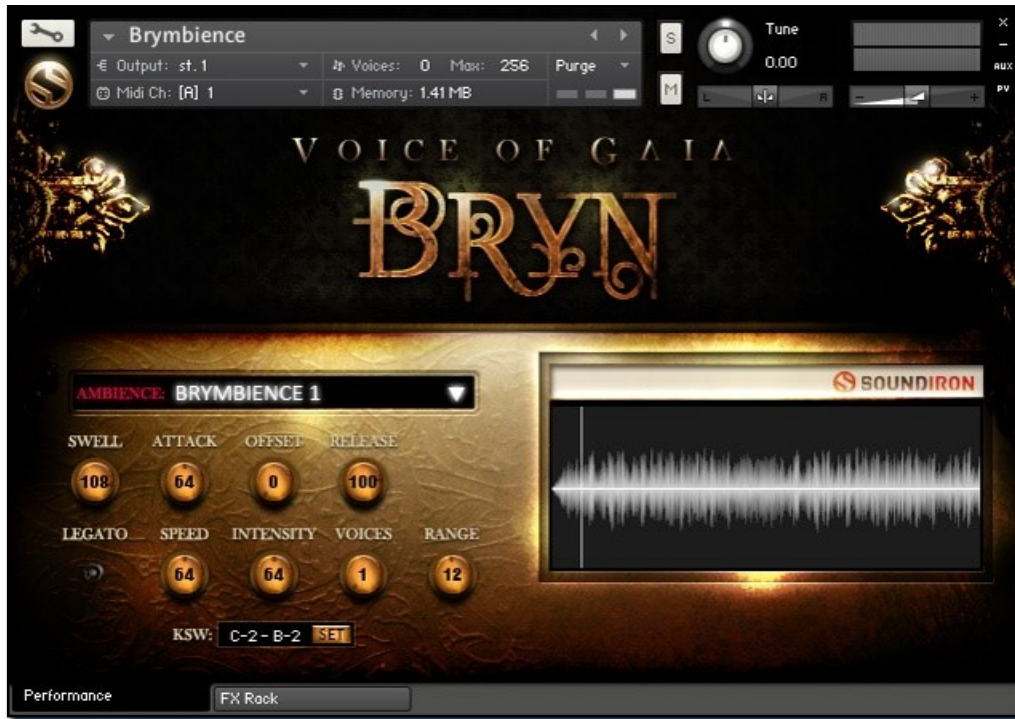 Brymbience
S
Tune
0.00
Output: st.1
Voices: 0 Max: 256
Purge
AUX
Midi Ch: [A] 1
Memory: 1.41 MB
M
L
R
PV
VOICE OF GAIA
BRYN
AMBIENCE: BRYMBIENCE 1
SOUNDIRON
SWELL ATTACK OFFSET RELEASE
108 64 0 100
LEGATO SPEED INTENSITY VOICES RANGE
64 64 1 12
KSW: C-2 - B-2 SET
Performance
FX Rack